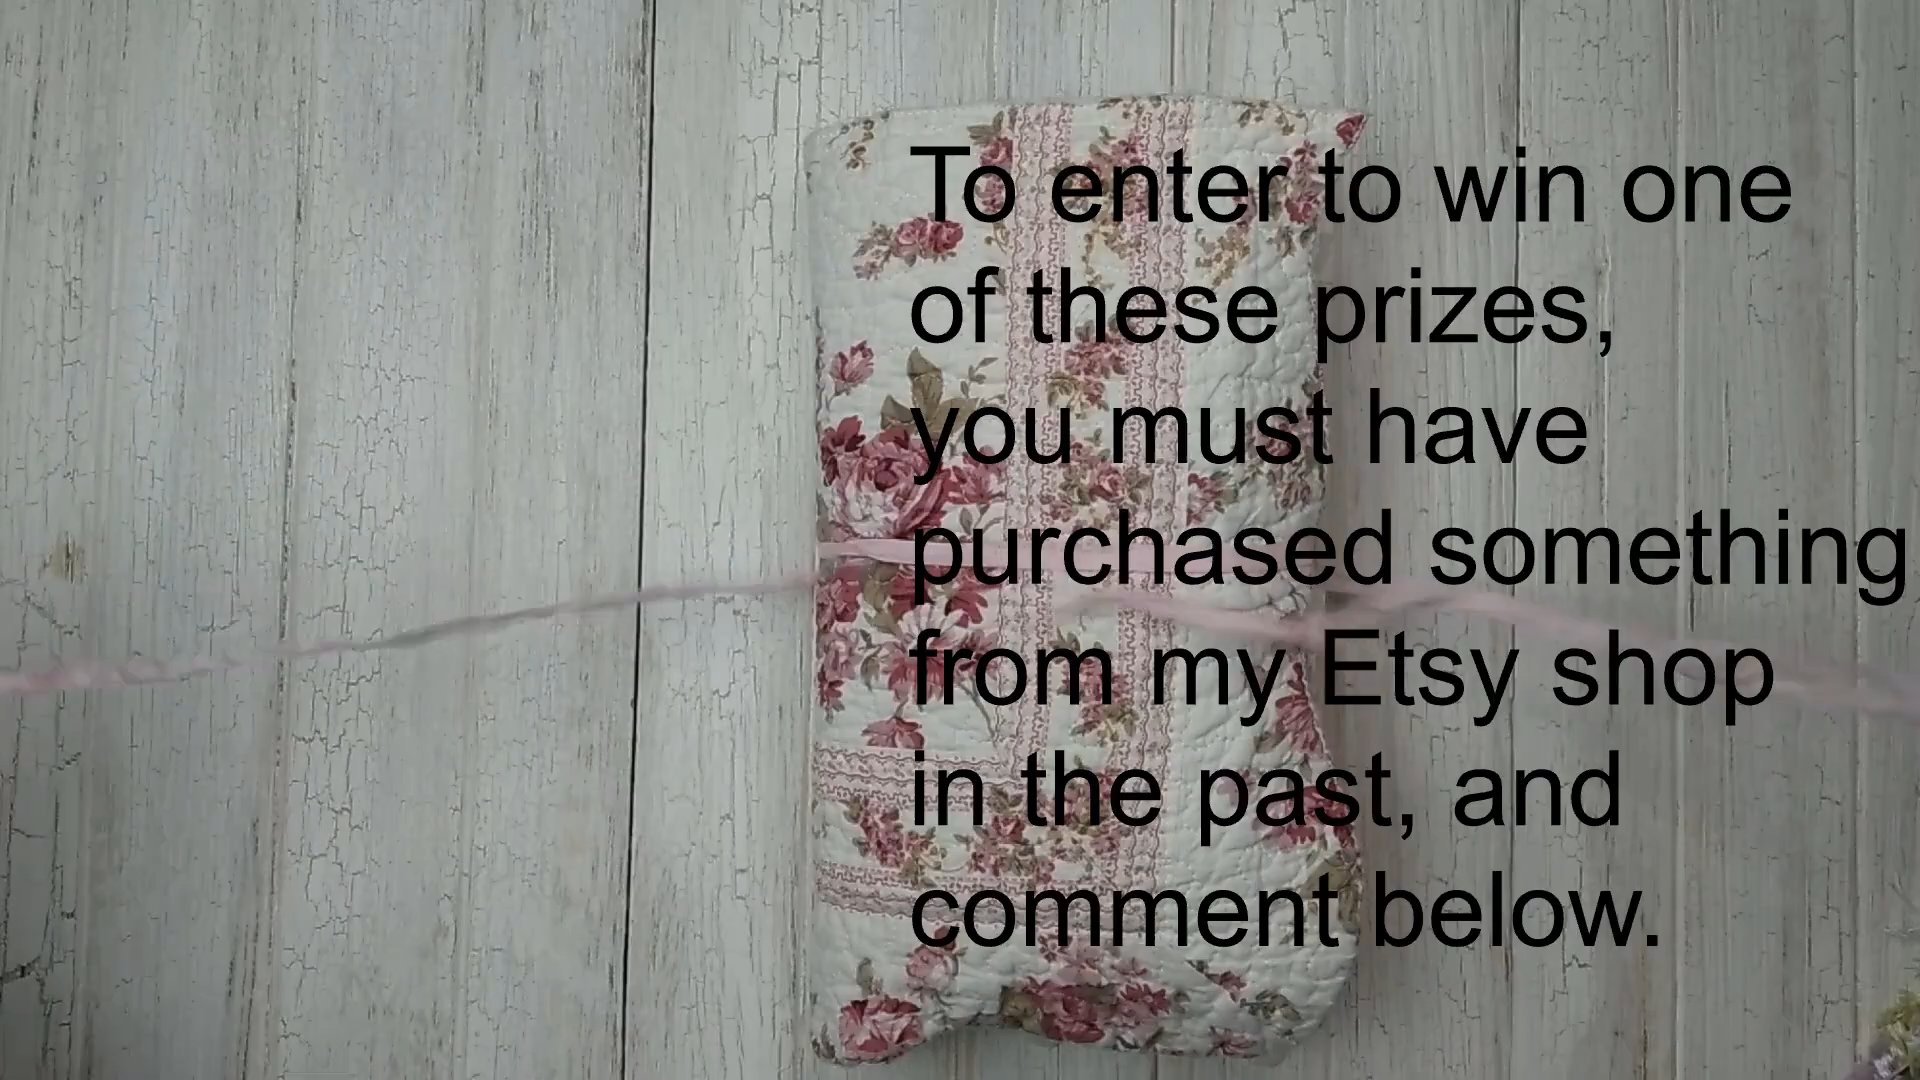 To enter to win one
of these prizes,
you must have
purchased something
from my Etsy shop
in the past, and
comment below.